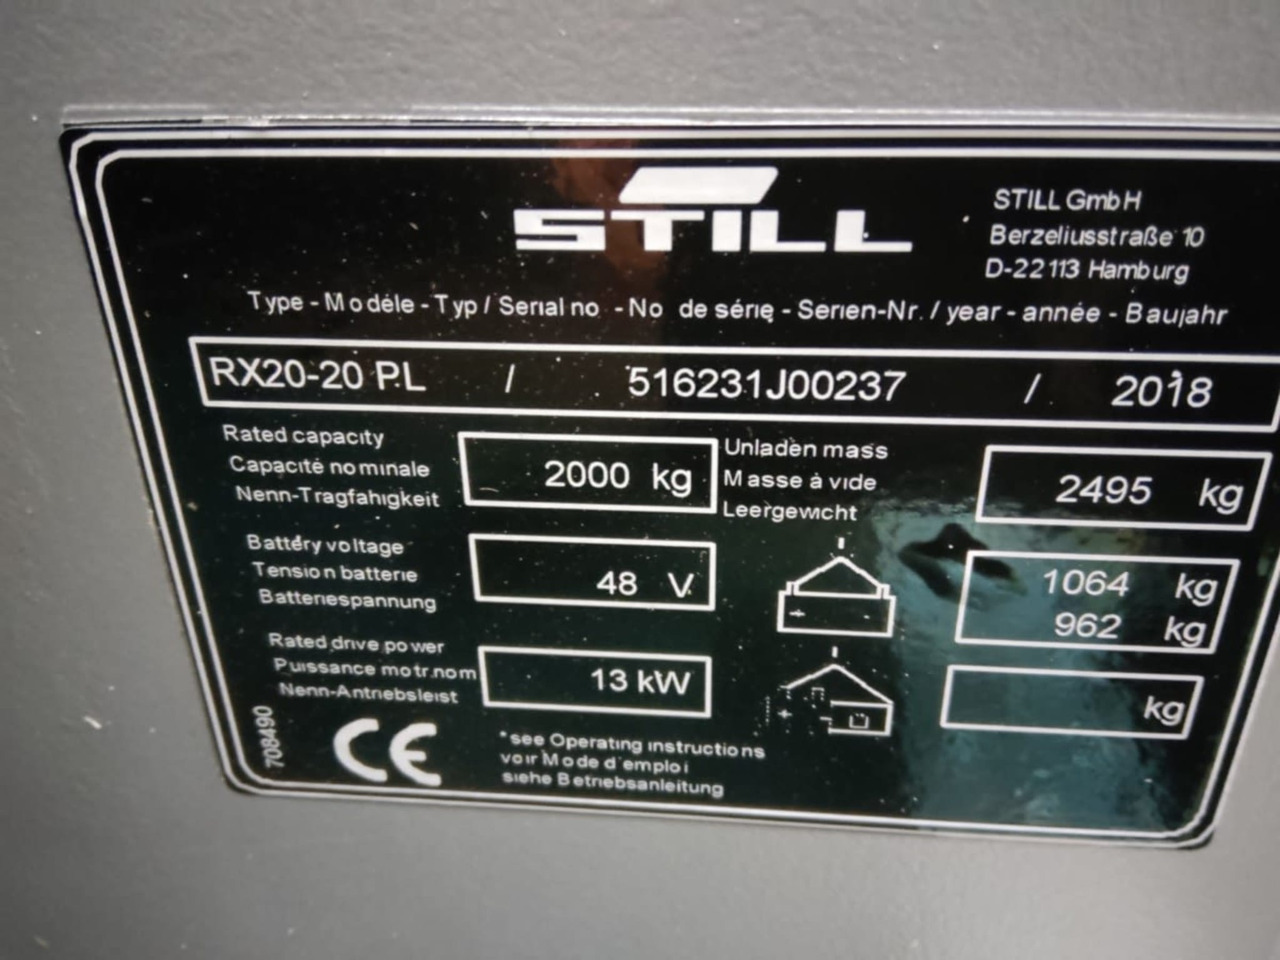 STILL
STILL GmbH
Berzeliusstraße 10
D-22113 Hamburg
Type - Modéle - Typ / Serial no - No de série - Serien-Nr. / year - année - Baujahr
RX20-20 P.L / 516231J00237 / 2018
Rated capacity
Capacité nominale
Nenn-Tragfahigkeit
2000 kg
Unladen mass
Masse à vide
Leergewicht
2495 kg
Battery voltage
Tension batterie
Batteriespannung
48 V
1064 kg
962 kg
Rated drive power
Puissance motr.nom
Nenn-Antriebsleist
13 kW
kg
708490
CE
*see Operating instructions
voir Mode d'emploi
siehe Betriebsanleitung